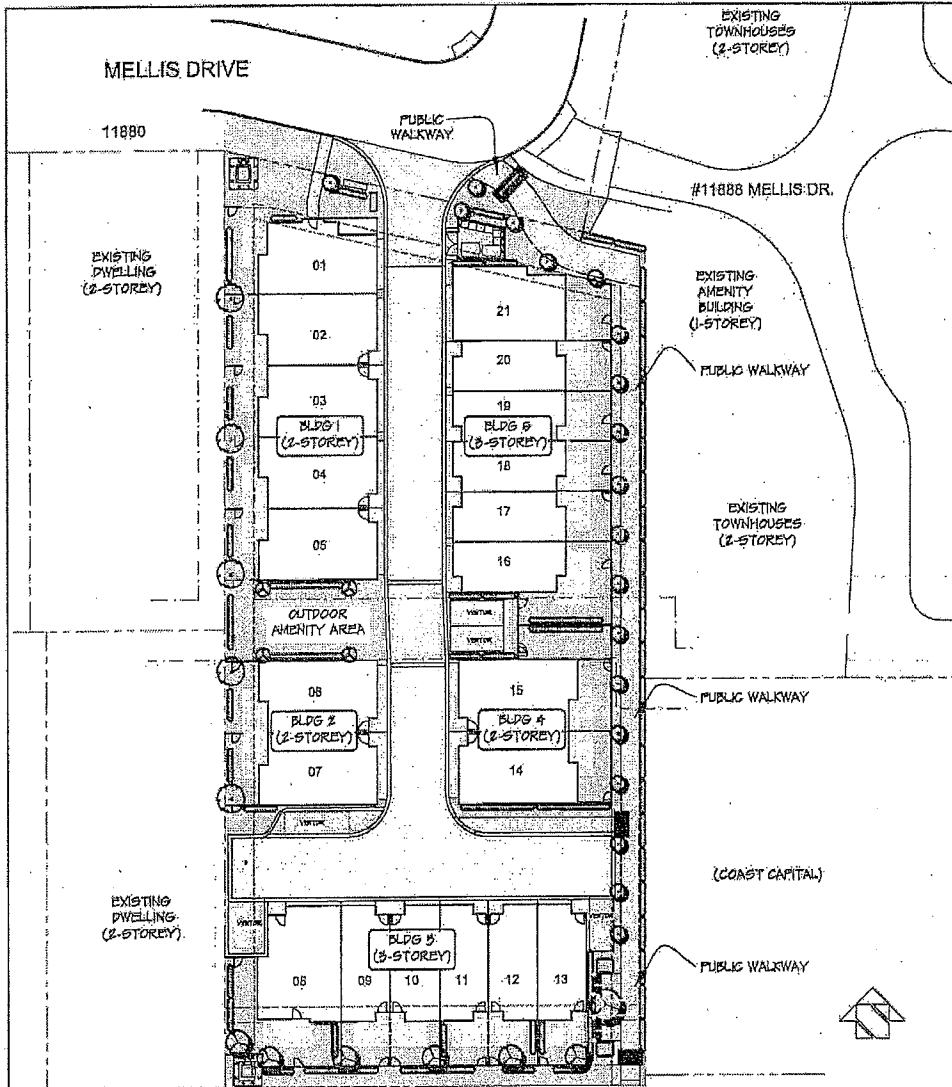 EXISTING
TOWNHOUSES
(2-STOREY)
MELLIS DRIVE
11880
PUBLIC
WALKWAY
#11888 MELLIS DR.
EXISTING
DWELLING
(2-STOREY)
EXISTING
AMENITY
BUILDING
(1-STOREY)
PUBLIC WALKWAY
01
02
03
BLDG 1
(2-STOREY)
04
05
21
20
19
BLDG 5
(3-STOREY)
18
17
16
EXISTING
TOWNHOUSES
(2-STOREY)
OUTDOOR
AMENITY AREA
VISITOR
VISITOR
06
BLDG 2
(2-STOREY)
07
15
BLDG 4
(2-STOREY)
14
PUBLIC WALKWAY
VISITOR
(COAST CAPITAL)
EXISTING
DWELLING
(2-STOREY)
VISITOR
VISITOR
BLDG 3
(3-STOREY)
08
09
10
11
12
13
PUBLIC WALKWAY